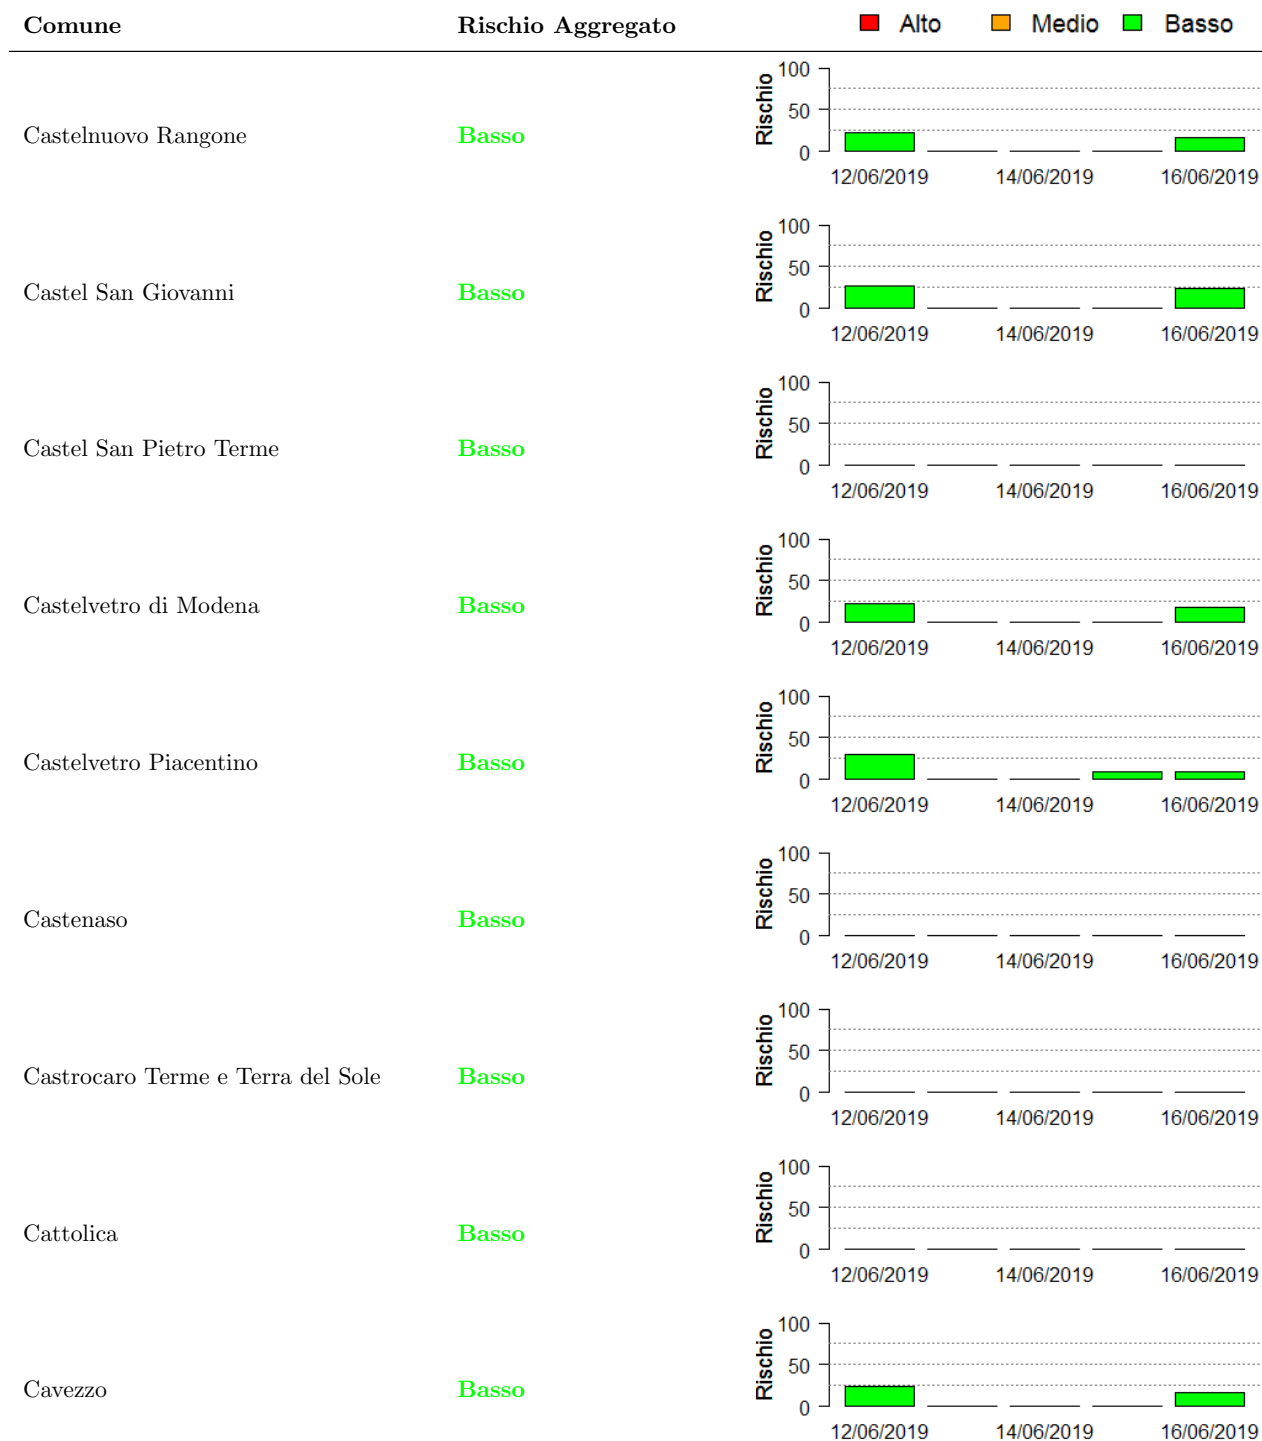 Comune Rischio Aggregato Alto Medio Basso
Castelnuovo Rangone Basso Rischio 100 50 0
12/06/2019 14/06/2019 16/06/2019
Castel San Giovanni Basso Rischio 100 50 0
12/06/2019 14/06/2019 16/06/2019
Castel San Pietro Terme Basso Rischio 100 50 0
12/06/2019 14/06/2019 16/06/2019
Castelvetro di Modena Basso Rischio 100 50 0
12/06/2019 14/06/2019 16/06/2019
Castelvetro Piacentino Basso Rischio 100 50 0
12/06/2019 14/06/2019 16/06/2019
Castenaso Basso Rischio 100 50 0
12/06/2019 14/06/2019 16/06/2019
Castrocaro Terme e Terra del Sole Basso Rischio 100 50 0
12/06/2019 14/06/2019 16/06/2019
Cattolica Basso Rischio 100 50 0
12/06/2019 14/06/2019 16/06/2019
Cavezzo Basso Rischio 100 50 0
12/06/2019 14/06/2019 16/06/2019